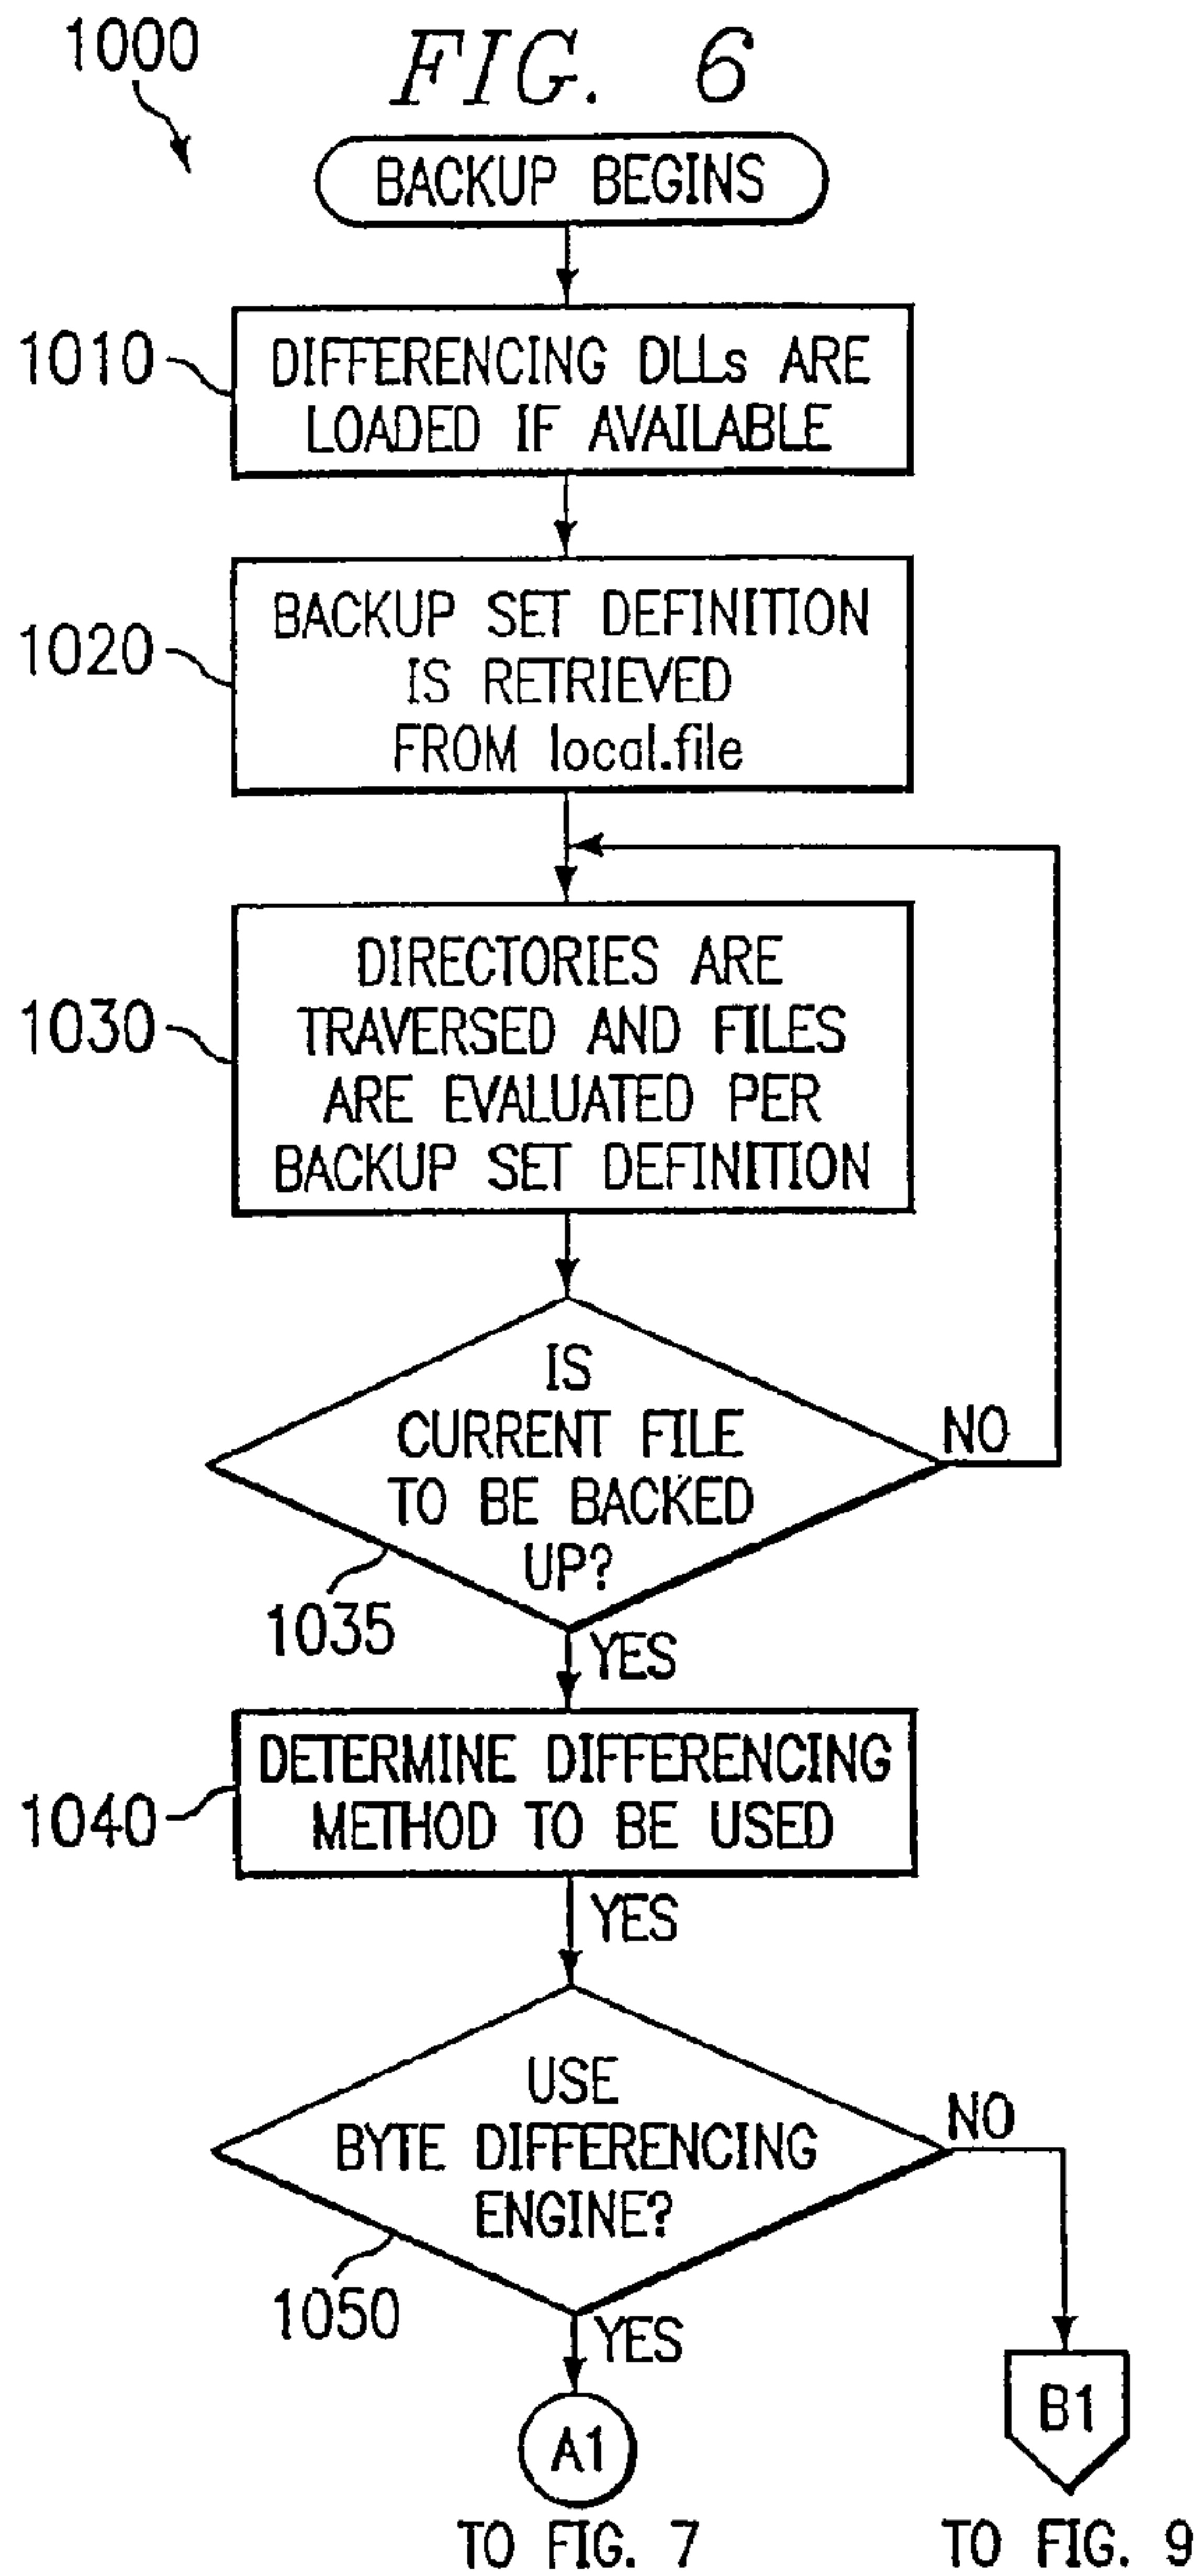 1000
FIG. 6
BACKUP BEGINS
1010
DIFFERENCING DLLs ARE
LOADED IF AVAILABLE
1020
BACKUP SET DEFINITION
IS RETRIEVED
FROM local.file
1030
DIRECTORIES ARE
TRAVERSED AND FILES
ARE EVALUATED PER
BACKUP SET DEFINITION
IS
CURRENT FILE
TO BE BACKED
UP?
NO
1035
YES
1040
DETERMINE DIFFERENCING
METHOD TO BE USED
YES
USE
BYTE DIFFERENCING
ENGINE?
NO
1050
YES
A1
B1
TO FIG. 7
TO FIG. 9